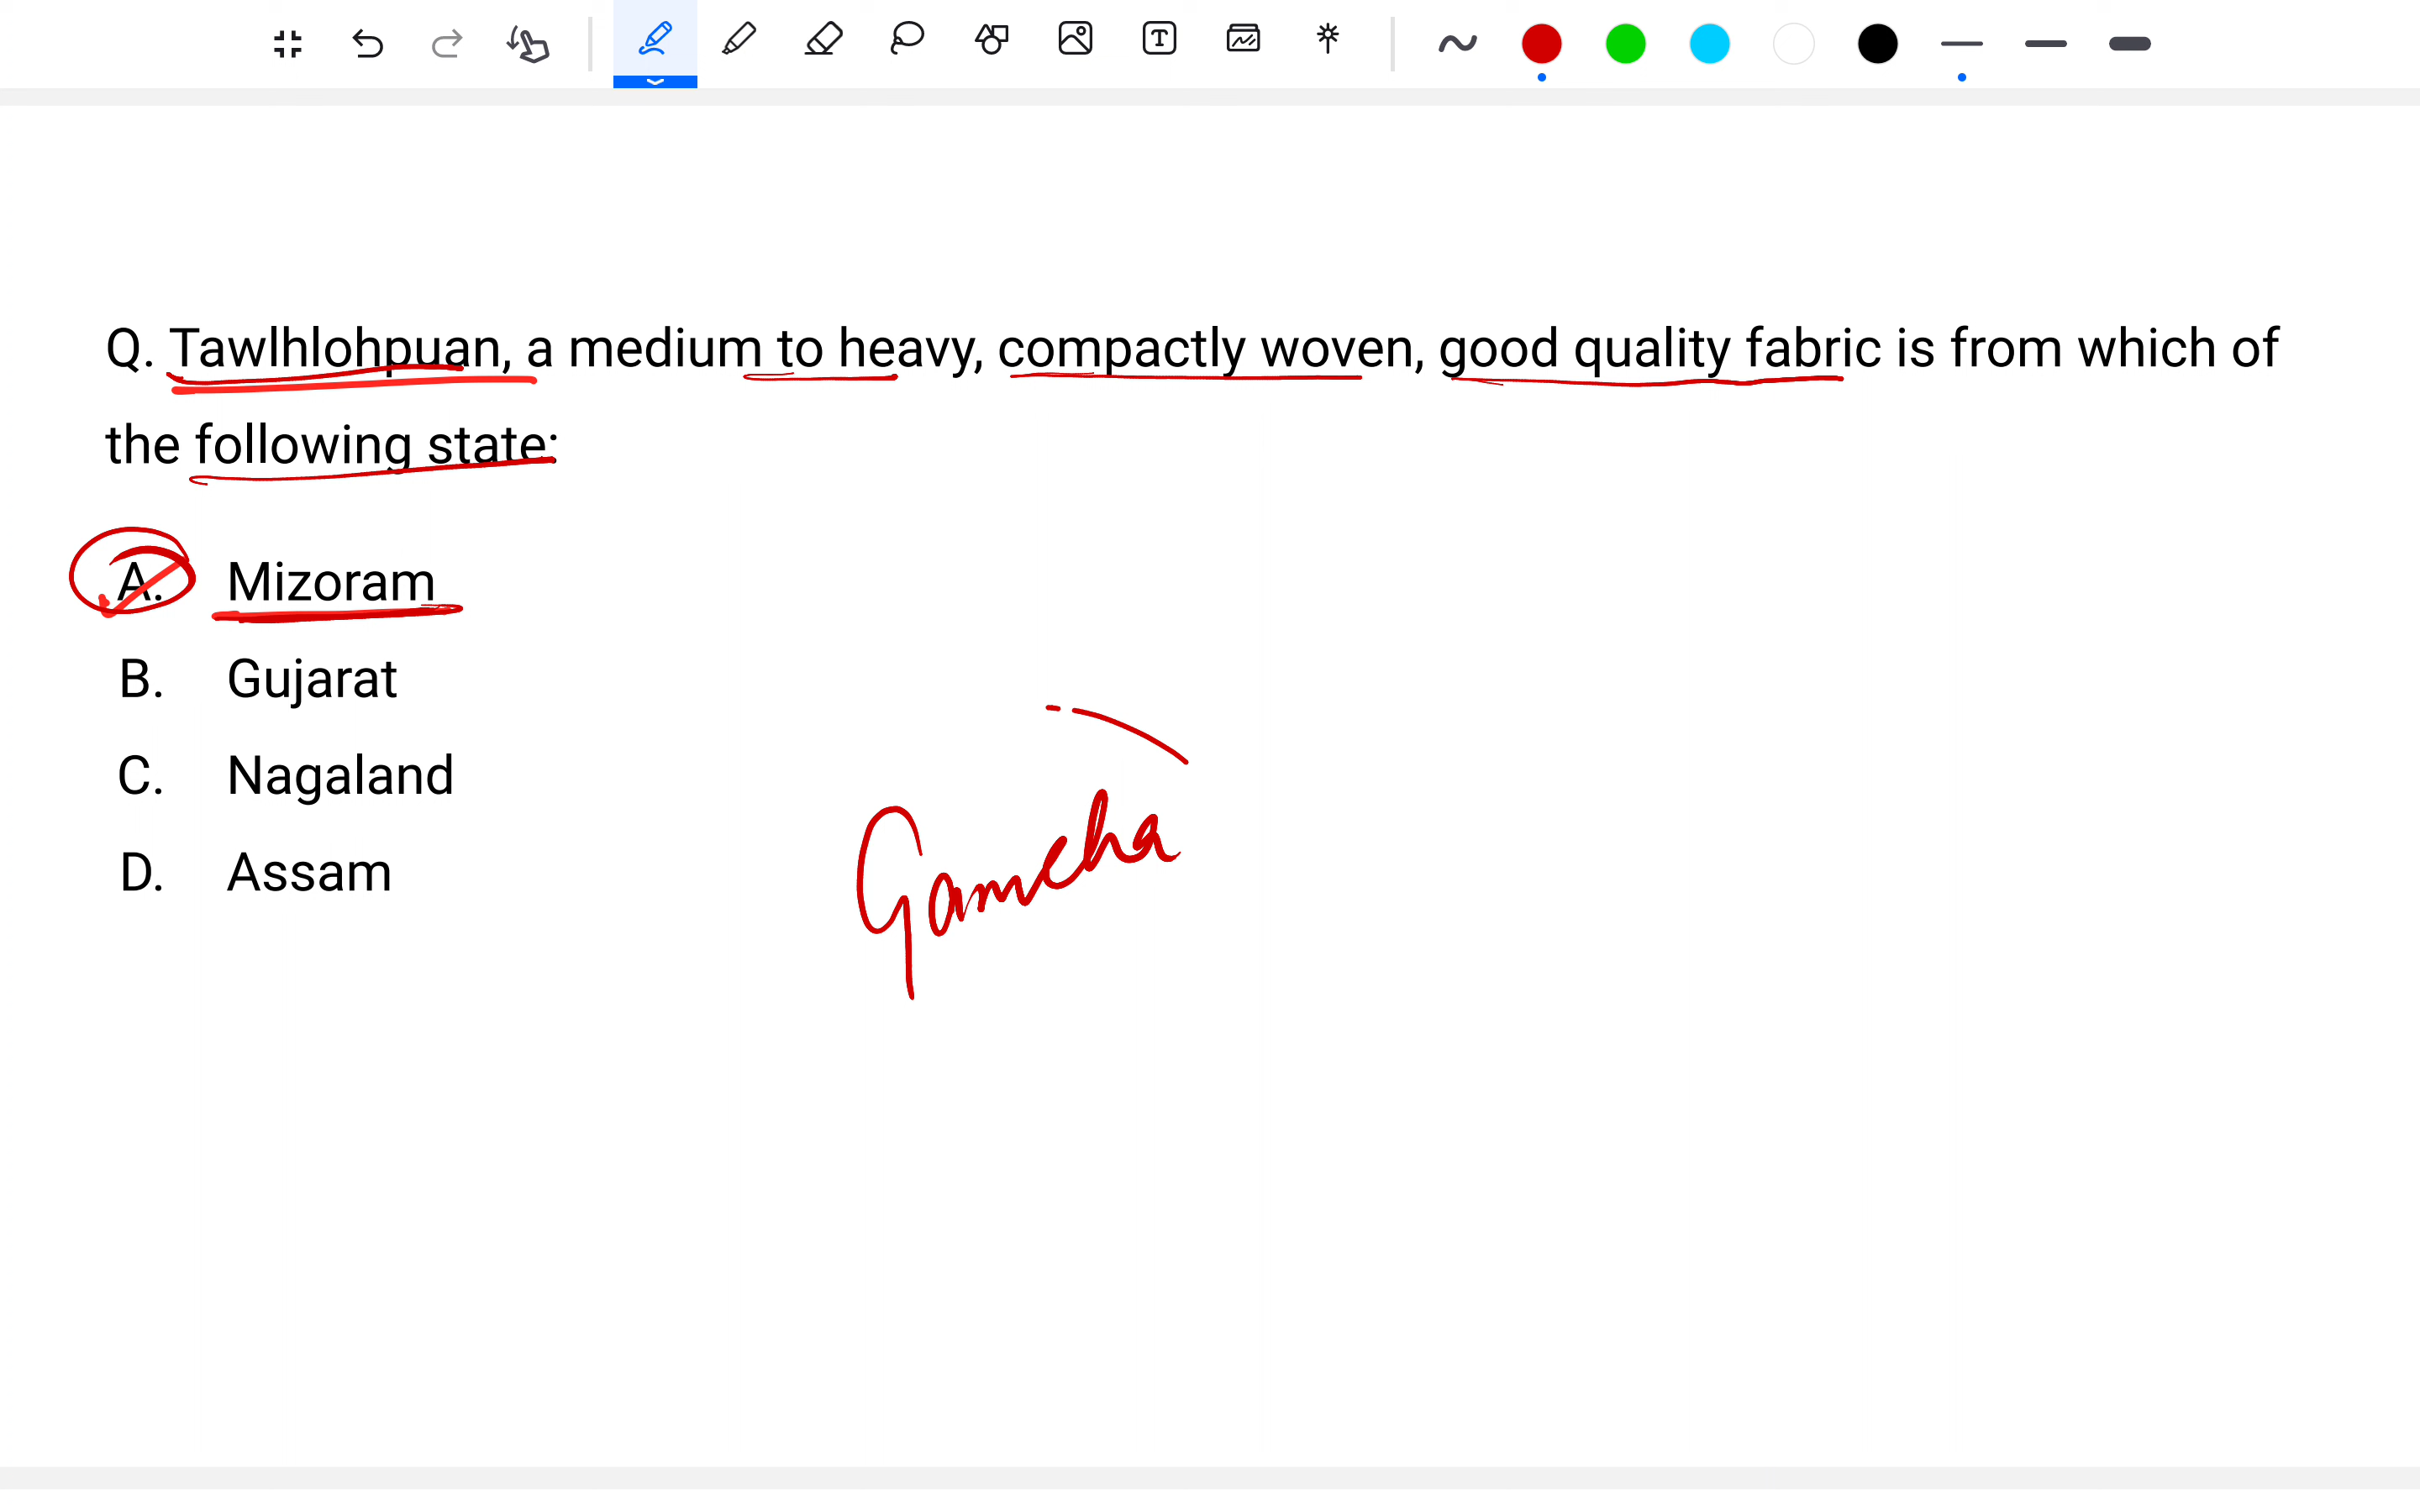 Q. Tawlhlohpuan, a medium to heavy, compactly woven, good quality fabric is from which of
the following state:
A. Mizoram
B. Gujarat
C. Nagaland
D. Assam
Gamcha